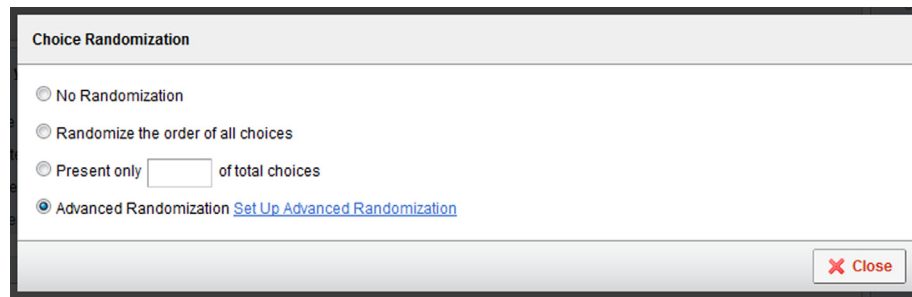 Choice Randomization
No Randomization
Randomize the order of all choices
Present only of total choices
Advanced Randomization Set Up Advanced Randomization
Close